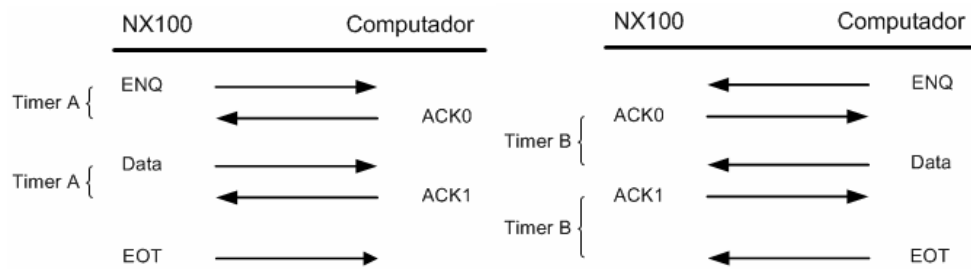 NX100 Computador
Timer A
ENQ
ACK0
Timer A
Data
ACK1
EOT
NX100 Computador
ENQ
Timer B
ACK0
Data
Timer B
ACK1
EOT